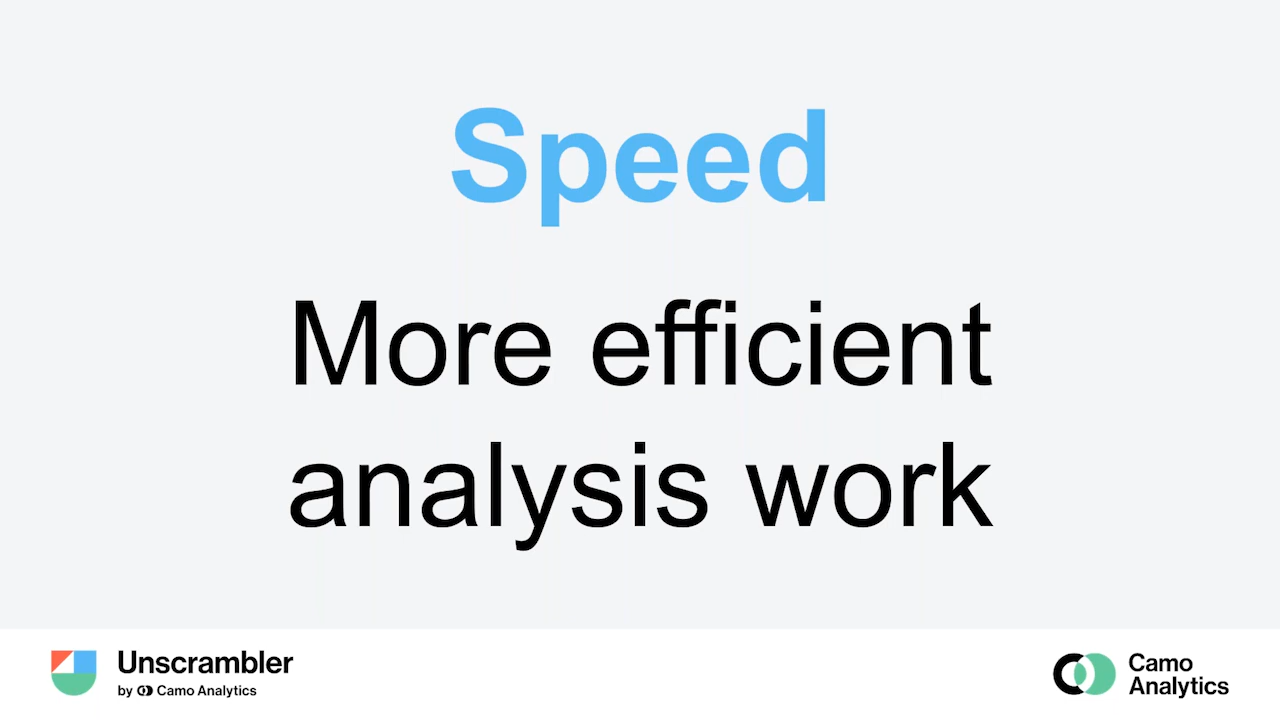 Speed
More efficient
analysis work
Unscrambler
by Camo Analytics
Camo
Analytics